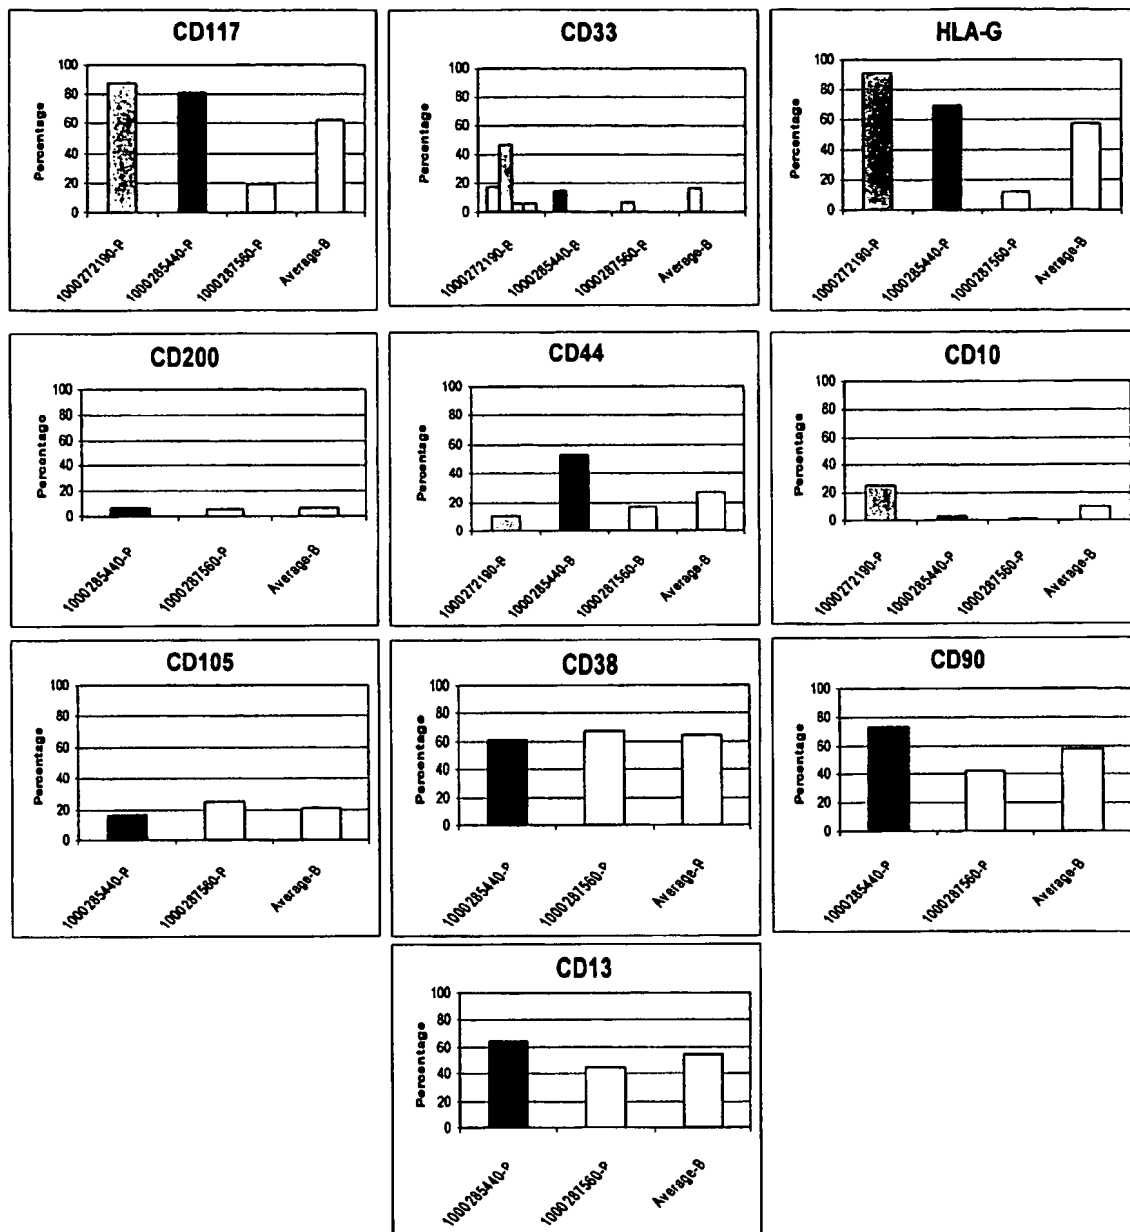 CD117
Percentage
100
80
60
40
20
0
1000272190-P
1000285440-P
1000287560-P
Average-B
CD33
Percentage
100
80
60
40
20
0
1000272190-B
1000285440-B
1000287560-B
Average-B
HLA-G
Percentage
100
80
60
40
20
0
1000272190-P
1000285440-P
1000287560-P
Average-B
CD200
Percentage
100
80
60
40
20
0
1000285440-P
1000287560-P
Average-B
CD44
Percentage
100
80
60
40
20
0
1000272190-B
1000285440-B
1000287560-B
Average-B
CD10
Percentage
100
80
60
40
20
0
1000272190-P
1000285440-P
1000287560-P
Average-B
CD105
Percentage
100
80
60
40
20
0
1000285440-P
1000287560-P
Average-B
CD38
Percentage
100
80
60
40
20
0
1000285440-P
1000287560-P
Average-P
CD90
Percentage
100
80
60
40
20
0
1000285440-P
1000287560-P
Average-B
CD13
Percentage
100
80
60
40
20
0
1000285440-P
1000287560-P
Average-B